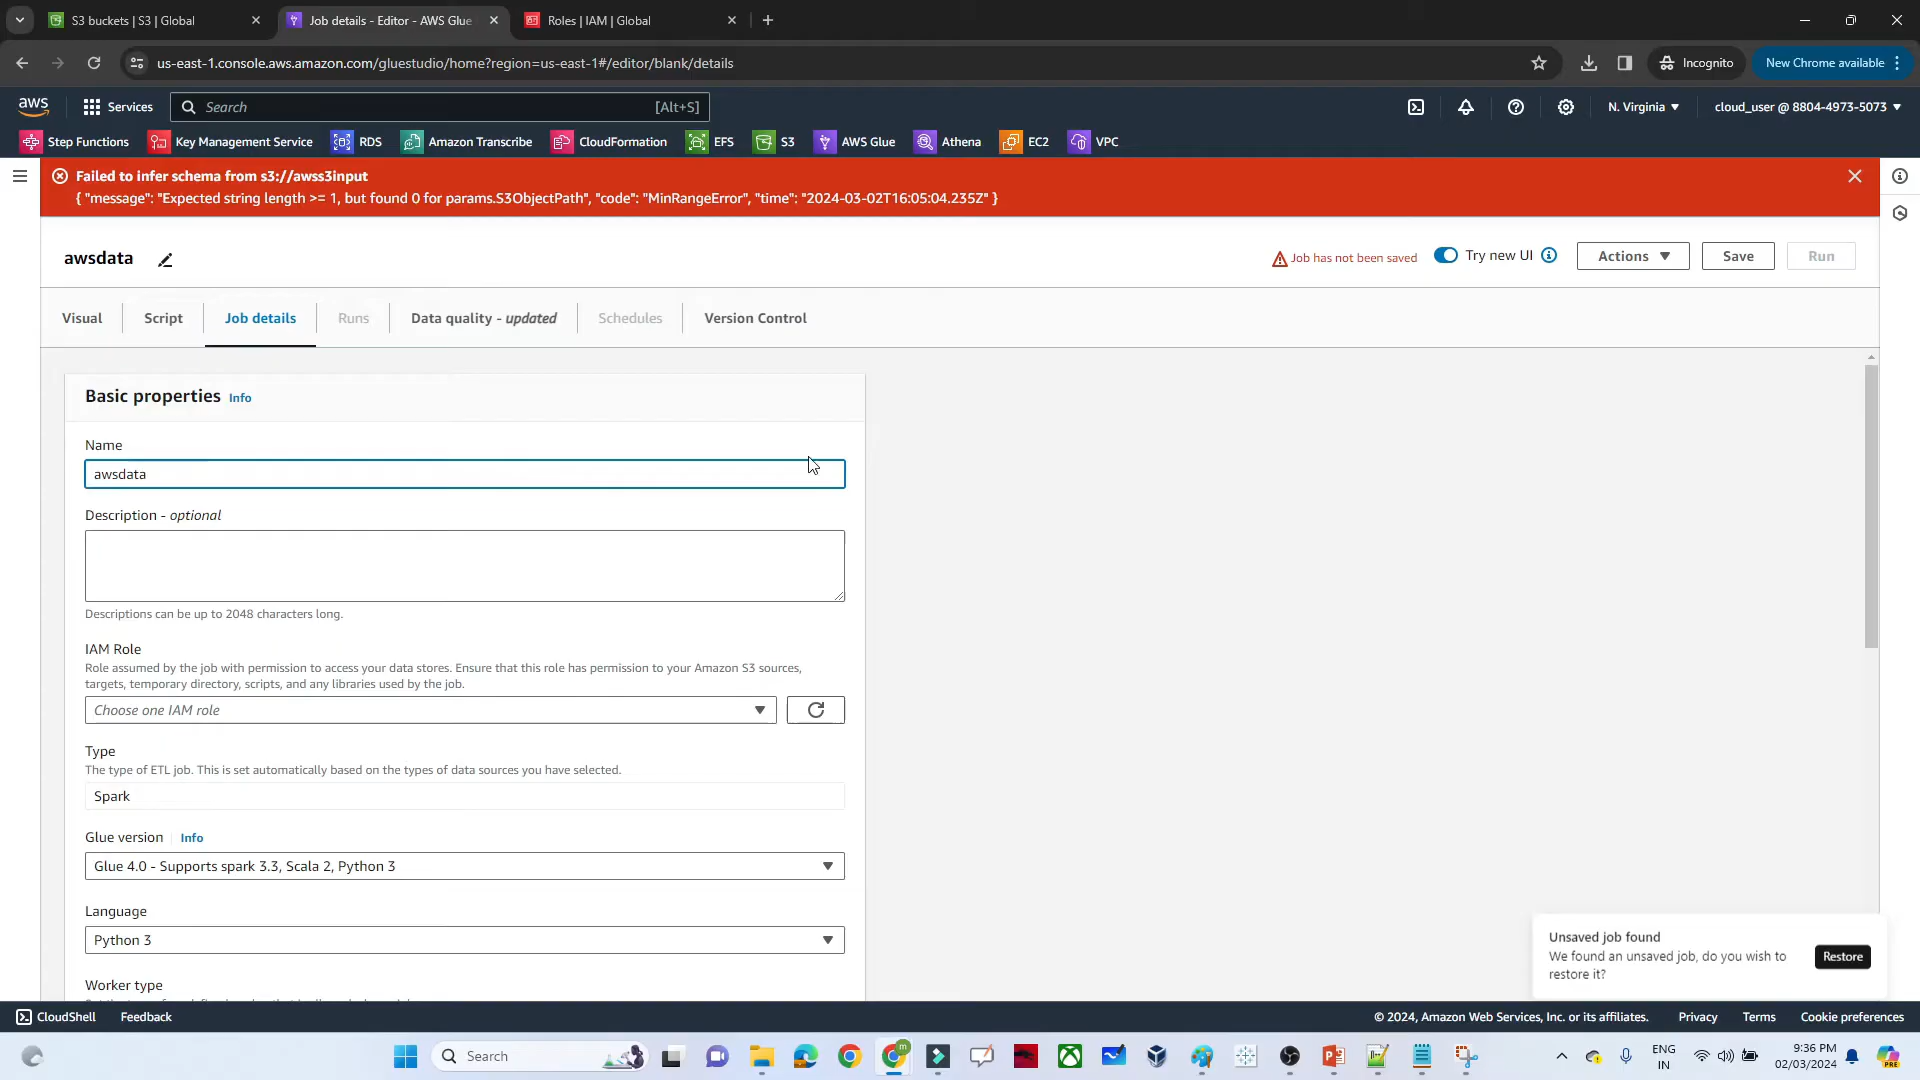 S3 buckets | S3 | Global
Job details - Editor - AWS Glue
Roles | IAM | Global
us-east-1.console.aws.amazon.com/gluestudio/home?region=us-east-1#/editor/blank/details
Incognito
New Chrome available
aws
Services
Search
[Alt+S]
N. Virginia
cloud_user @ 8804-4973-5073
Step Functions
Key Management Service
RDS
Amazon Transcribe
CloudFormation
EFS
S3
AWS Glue
Athena
EC2
VPC
Failed to infer schema from s3://awss3input
{ "message": "Expected string length >= 1, but found 0 for params.S3ObjectPath", "code": "MinRangeError", "time": "2024-03-02T16:05:04.235Z" }
awsdata
Job has not been saved
Try new UI
Actions
Save
Run
Visual
Script
Job details
Runs
Data quality - updated
Schedules
Version Control
Basic properties Info
Name
awsdata
Description - optional
Descriptions can be up to 2048 characters long.
IAM Role
Role assumed by the job with permission to access your data stores. Ensure that this role has permission to your Amazon S3 sources,
targets, temporary directory, scripts, and any libraries used by the job.
Choose one IAM role
Type
The type of ETL job. This is set automatically based on the types of data sources you have selected.
Spark
Glue version Info
Glue 4.0 - Supports spark 3.3, Scala 2, Python 3
Language
Python 3
Worker type
Unsaved job found
We found an unsaved job, do you wish to
restore it?
Restore
CloudShell
Feedback
© 2024, Amazon Web Services, Inc. or its affiliates.
Privacy
Terms
Cookie preferences
Search
ENG
IN
9:36 PM
02/03/2024